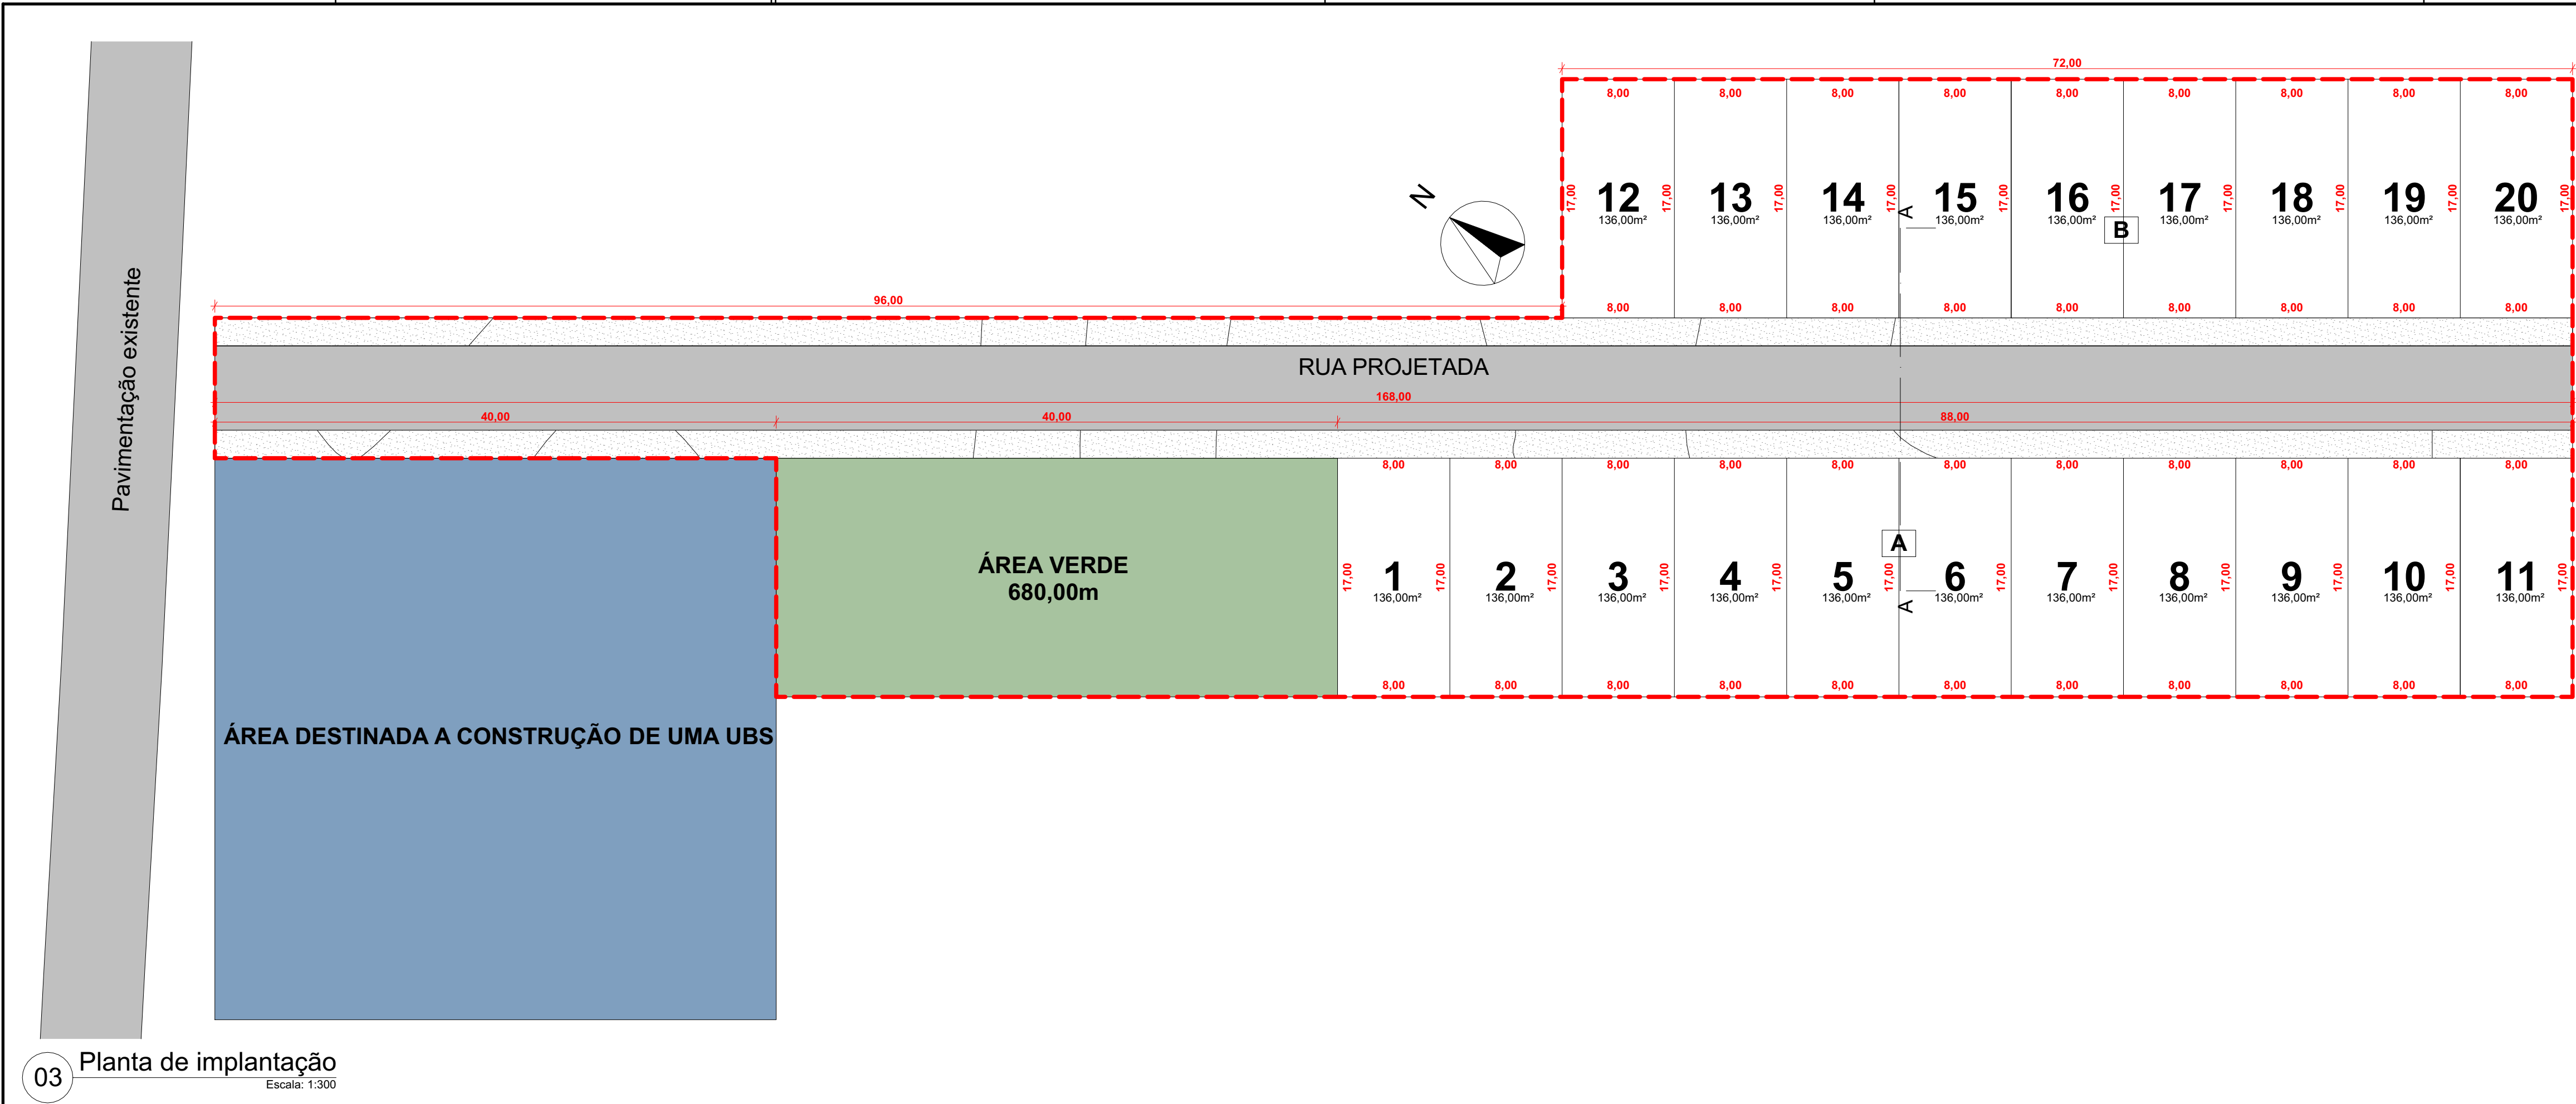 72,00
8,00 8,00 8,00 8,00 8,00 8,00 8,00 8,00 8,00
17,00 12 17,00 13 17,00 14 17,00 15 17,00 16 17,00 17 17,00 18 17,00 19 17,00 20 17,00
136,00m² 136,00m² 136,00m² 136,00m² 136,00m² 136,00m² 136,00m² 136,00m² 136,00m²
N
A
B
8,00 8,00 8,00 8,00 8,00 8,00 8,00 8,00 8,00
96,00
Pavimentação existente
RUA PROJETADA
168,00
40,00 40,00 88,00
8,00 8,00 8,00 8,00 8,00 8,00 8,00 8,00 8,00 8,00 8,00
A
ÁREA VERDE
680,00m
17,00 1 17,00 2 17,00 3 17,00 4 17,00 5 17,00 6 17,00 7 17,00 8 17,00 9 17,00 10 17,00 11 17,00
136,00m² 136,00m² 136,00m² 136,00m² 136,00m² 136,00m² 136,00m² 136,00m² 136,00m² 136,00m² 136,00m²
A
8,00 8,00 8,00 8,00 8,00 8,00 8,00 8,00 8,00 8,00 8,00
ÁREA DESTINADA A CONSTRUÇÃO DE UMA UBS
03 Planta de implantação
Escala: 1:300